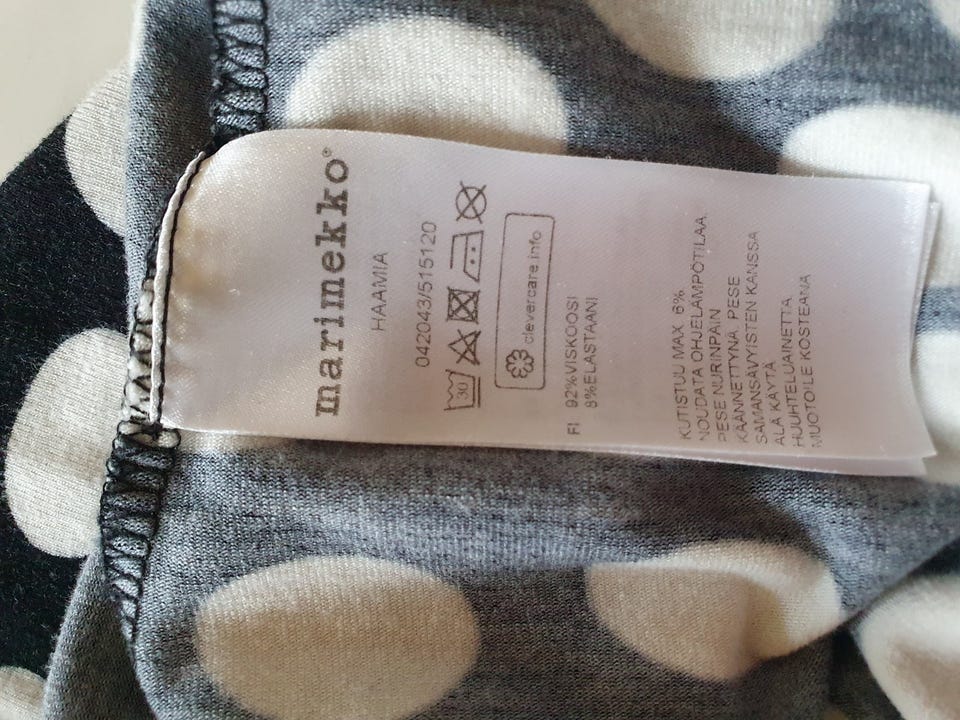 marimekko®
HAAMIA
042043/515120
30
clevercare.info
FI 92%VISKOOSI
8%ELASTAANI
KUTISTUU MAX 6%.
NOUDATA OHJELÄMPÖTILAA.
PESE NURINPÄIN
KÄÄNNETTYNÄ. PESE
SAMANSÄVYISTEN KANSSA
ÄLÄ KÄYTÄ
HUUHTELUAINETTA.
MUOTOILE KOSTEANA